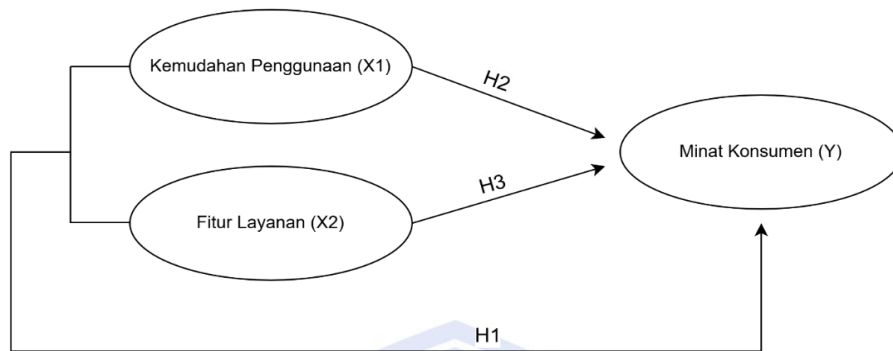 Kemudahan Penggunaan (X1)
H2
Minat Konsumen (Y)
H3
Fitur Layanan (X2)
H1